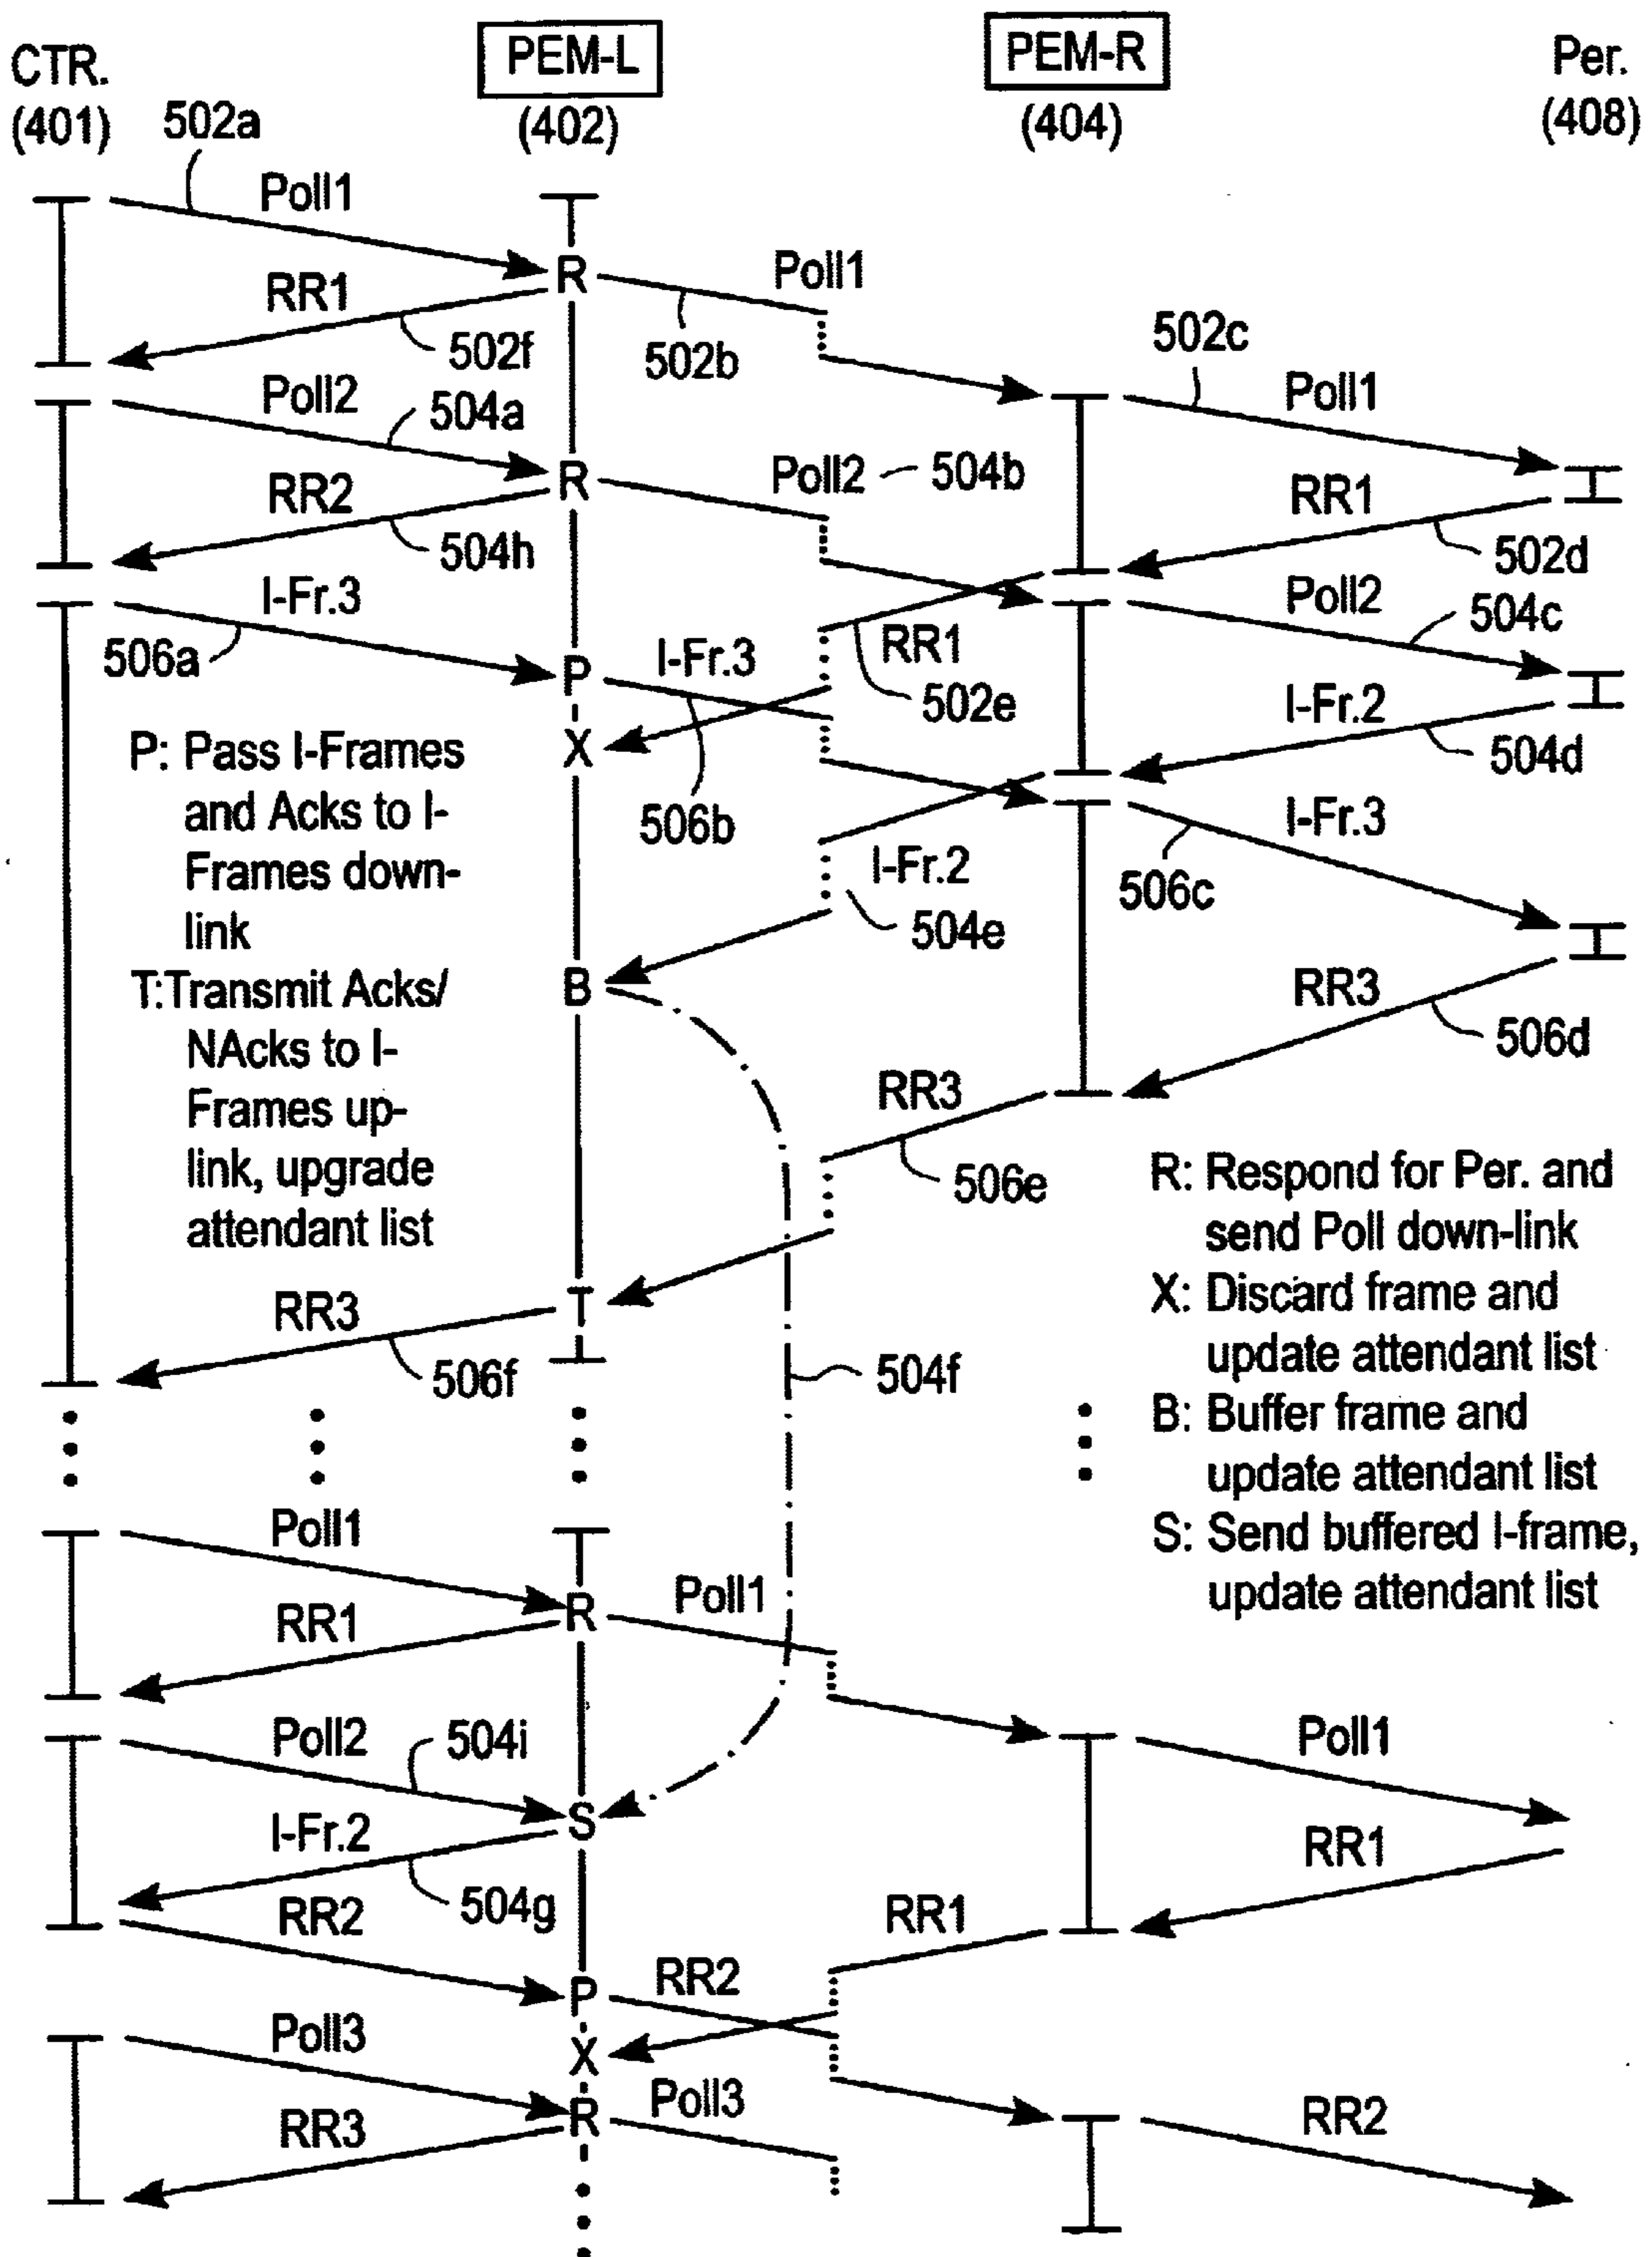 CTR.
(401)
PEM-L
(402)
PEM-R
(404)
Per.
(408)
502a
Poll1
RR1
502f
Poll1
502b
502c
Poll1
Poll2
504a
RR2
504h
Poll2
504b
RR1
502d
I-Fr.3
506a
RR1
502e
Poll2
504c
I-Fr.3
506b
I-Fr.2
504d
I-Fr.2
504e
I-Fr.3
506c
P: Pass I-Frames
and Acks to I-
Frames down-
link
T:Transmit Acks/
NAcks to I-
Frames up-
link, upgrade
attendant list
R
R
P
X
B
T
RR3
506d
RR3
506e
RR3
506f
504f
R: Respond for Per. and
send Poll down-link
X: Discard frame and
update attendant list
B: Buffer frame and
update attendant list
S: Send buffered I-frame,
update attendant list
Poll1
R
RR1
Poll1
Poll2
504i
S
I-Fr.2
504g
Poll1
RR1
RR1
RR2
P
RR2
X
Poll3
R
Poll3
RR3
RR2